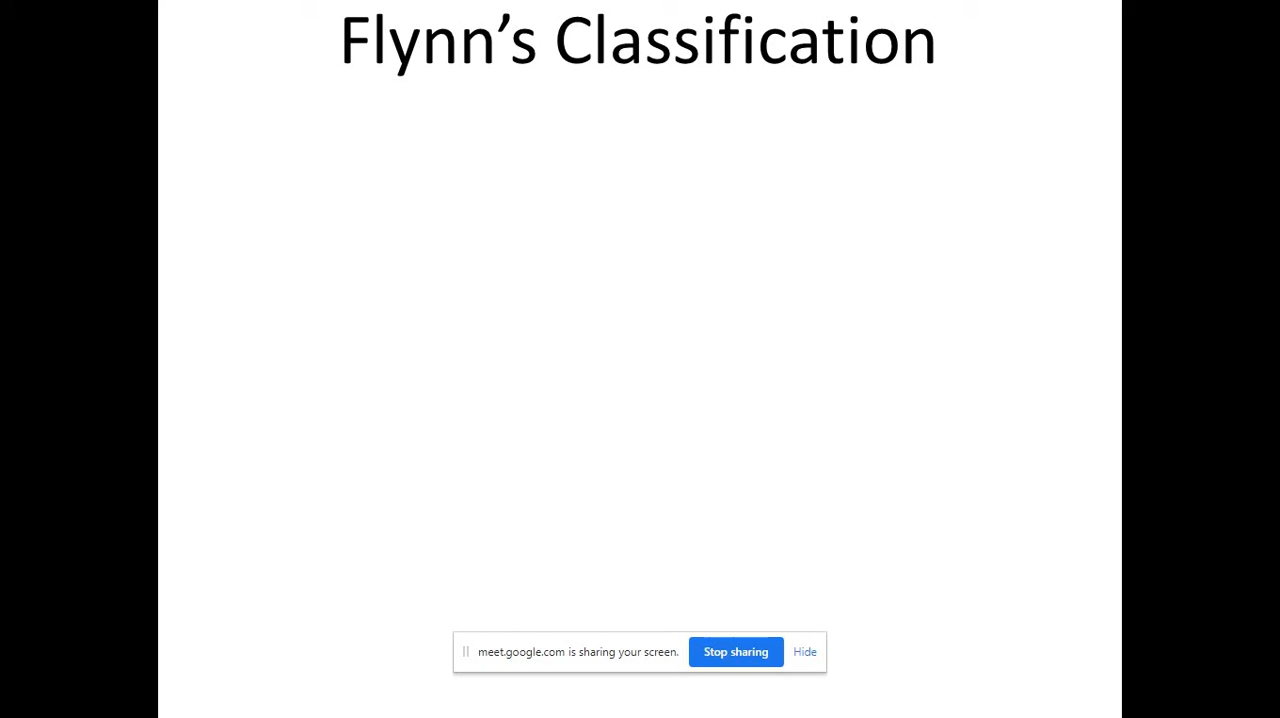 Flynn’s Classification
meet.google.com is sharing your screen. Stop sharing Hide